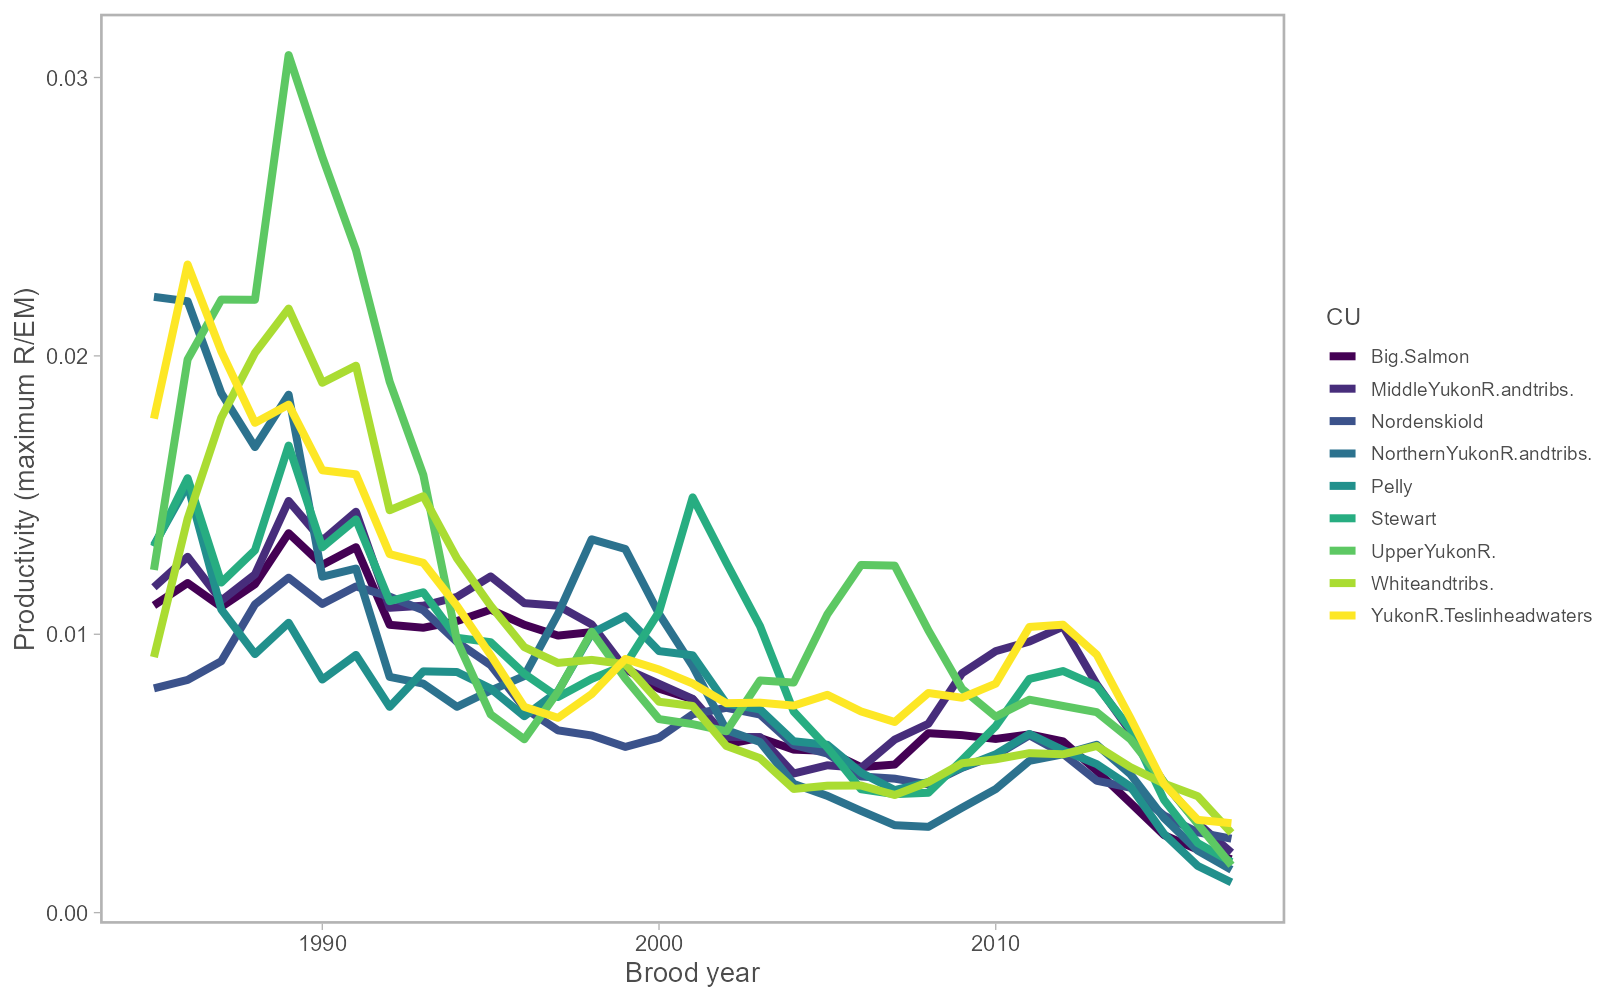 Productivity (maximum R/EM)
0.03
0.02
0.01
0.00
1990
2000
2010
Brood year
CU
Big.Salmon
MiddleYukonR.andtribs.
Nordenskiold
NorthernYukonR.andtribs.
Pelly
Stewart
UpperYukonR.
Whiteandtribs.
YukonR.Teslinheadwaters